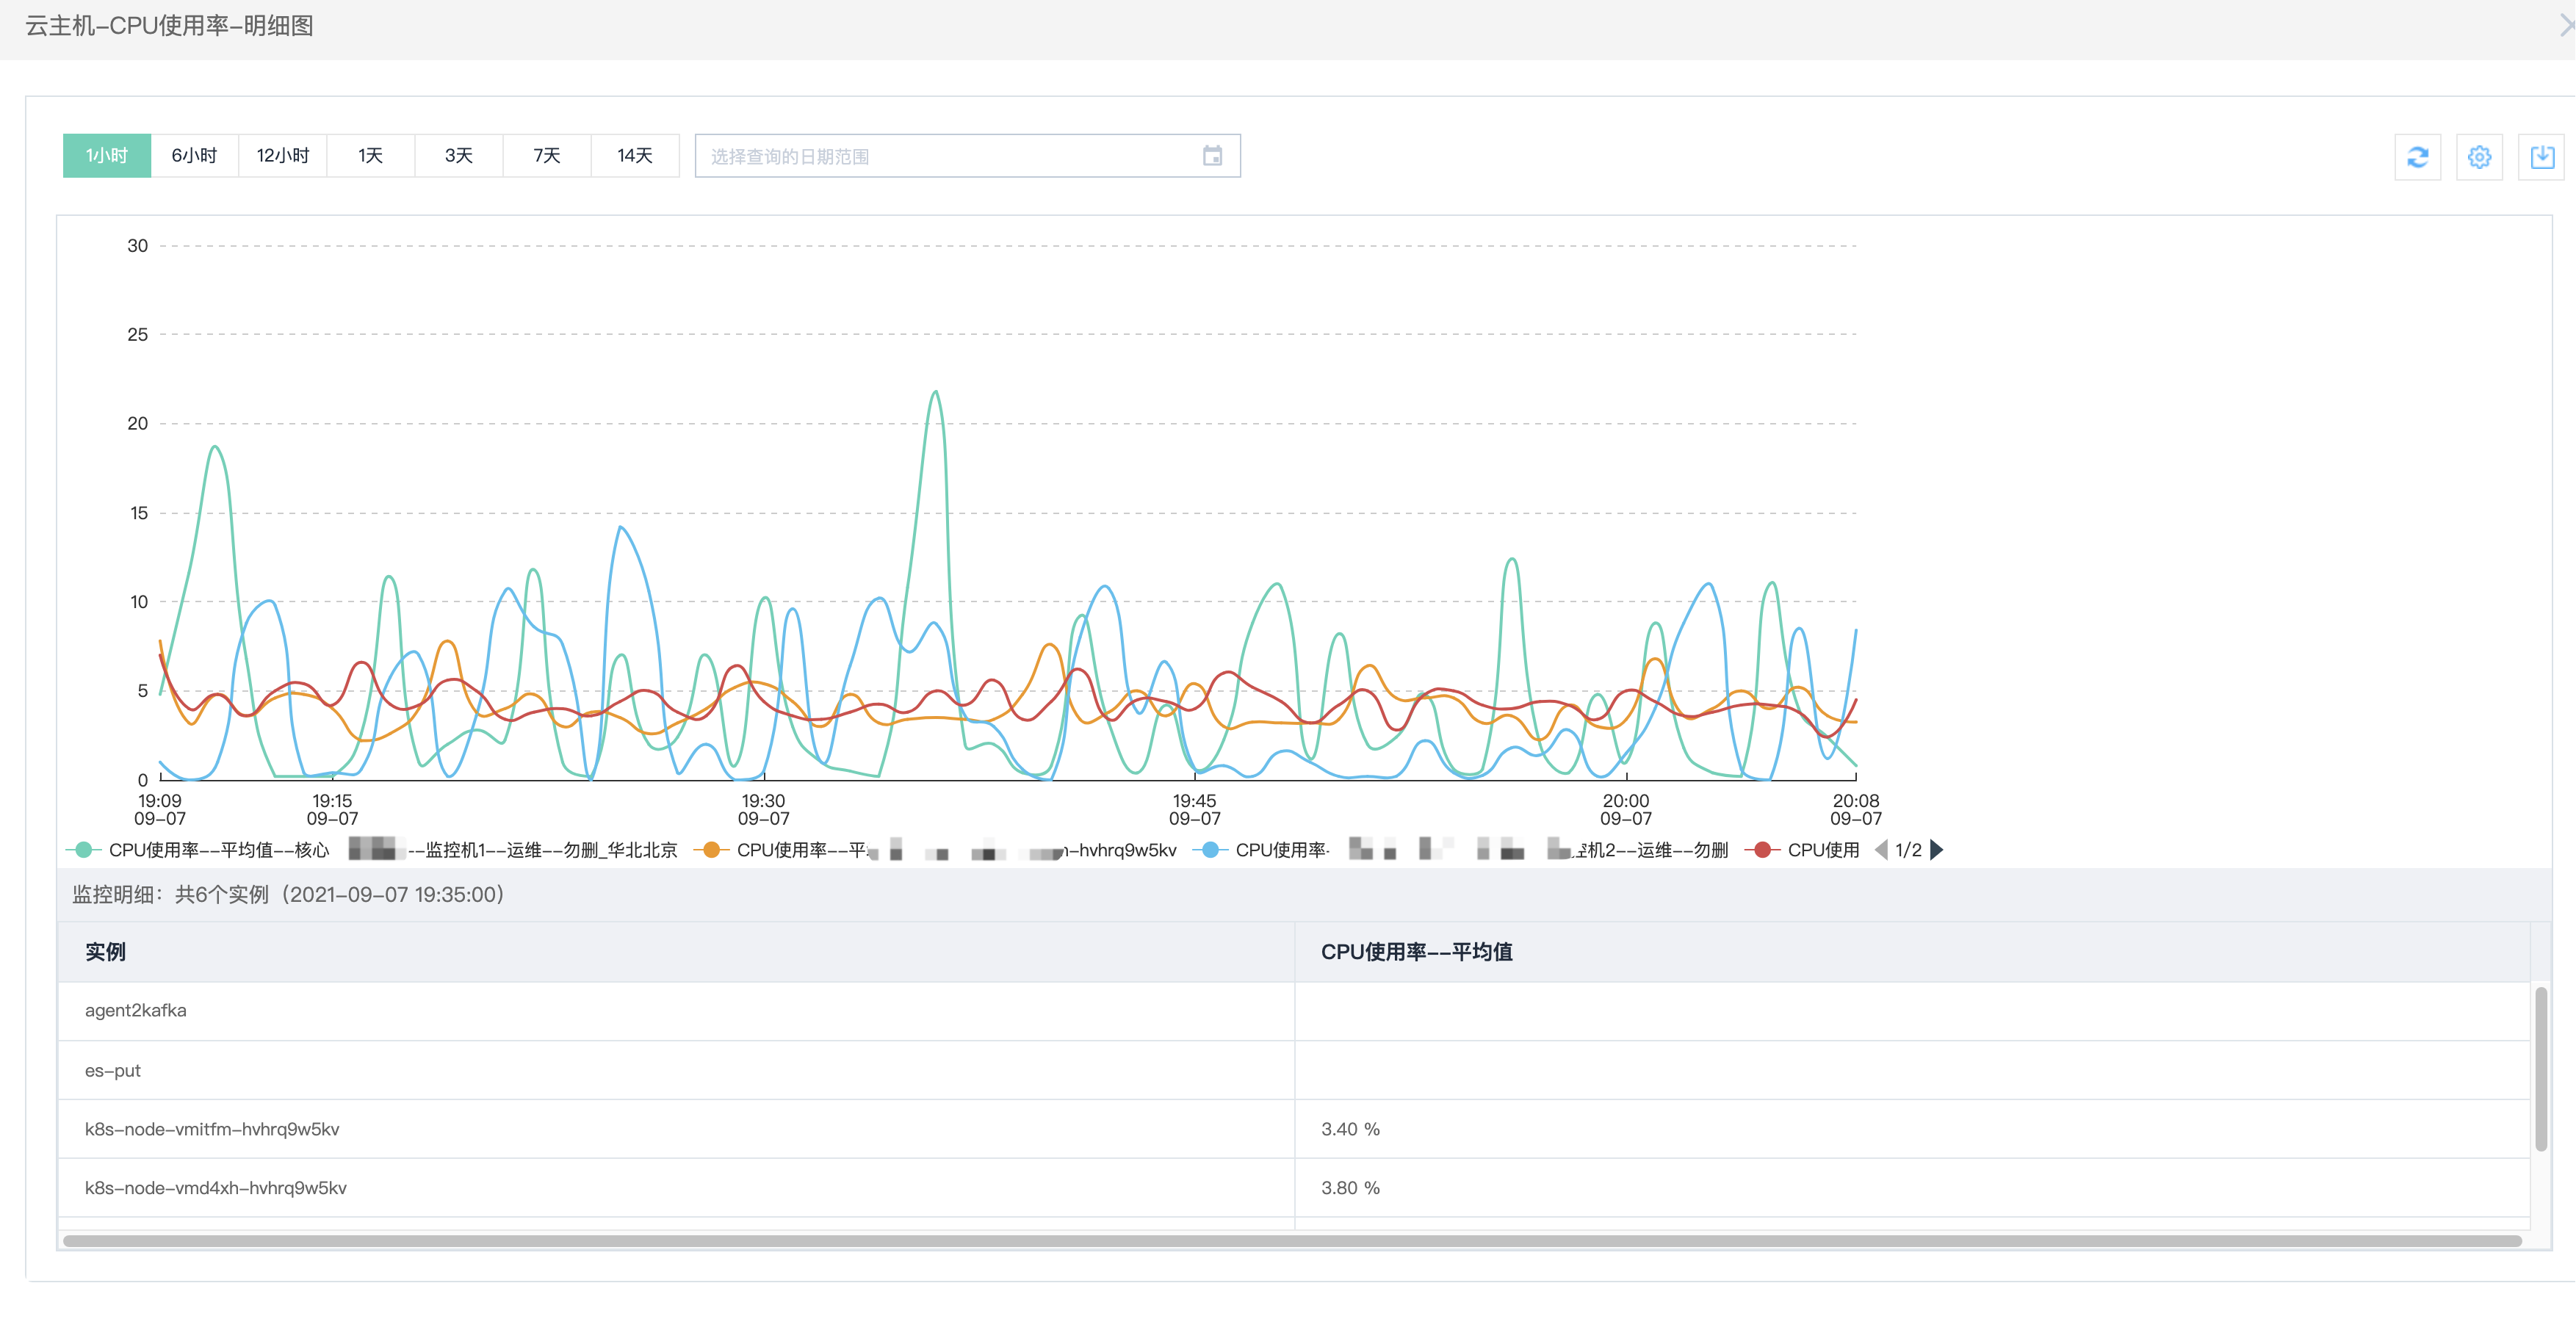 云主机-CPU使用率-明细图
1小时 6小时 12小时 1天 3天 7天 14天 选择查询的日期范围
30
25
20
15
10
5
0
19:09 19:15 19:30 19:45 20:00 20:08
09-07 09-07 09-07 09-07 09-07 09-07
CPU使用率--平均值--核心 --监控机1--运维--勿删_华北北京 CPU使用率--平 -hvhrq9w5kv CPU使用率- 机2--运维--勿删 CPU使用 1/2
监控明细：共6个实例（2021-09-07 19:35:00）
实例 CPU使用率--平均值
agent2kafka
es-put
k8s-node-vmitfm-hvhrq9w5kv 3.40 %
k8s-node-vmd4xh-hvhrq9w5kv 3.80 %